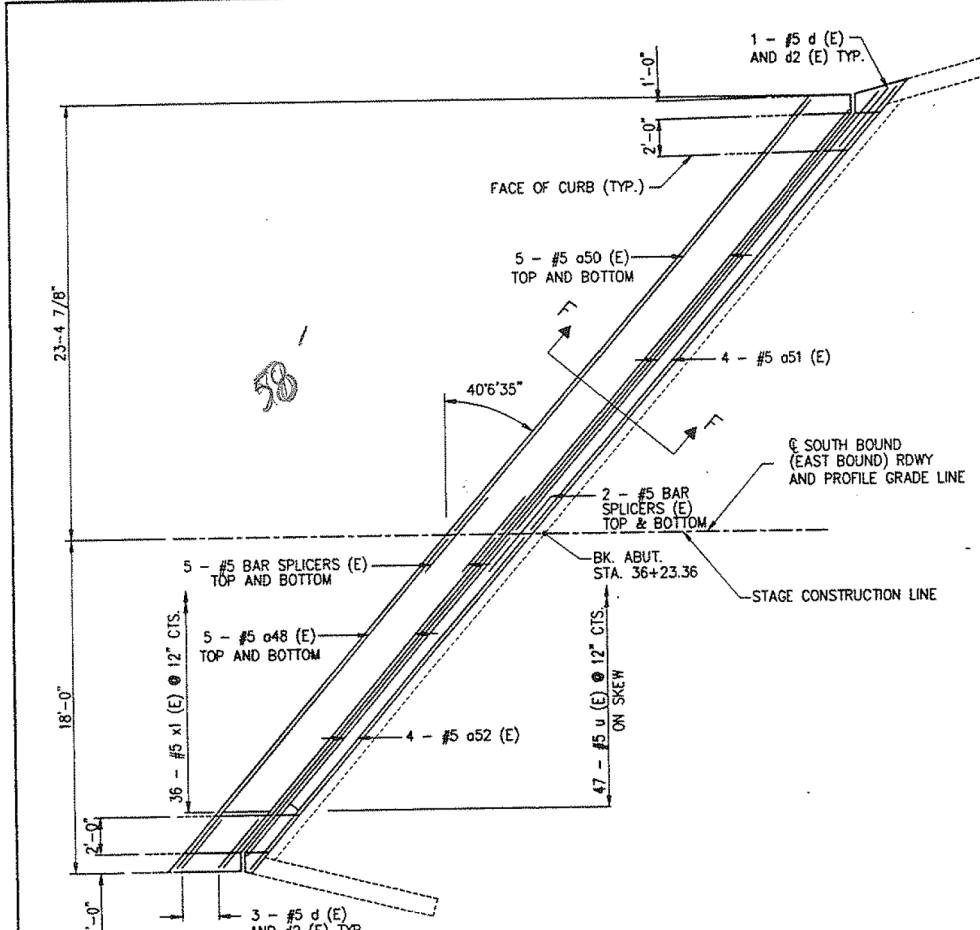 1 - #5 d (E)
AND d2 (E) TYP.
1'-0"
2'-0"
FACE OF CURB (TYP.)
5 - #5 a50 (E)
TOP AND BOTTOM
23-4 7/8"
F
4 - #5 a51 (E)
58'
40°6'35"
F
℄ SOUTH BOUND
(EAST BOUND) RDWY
AND PROFILE GRADE LINE
2 - #5 BAR
SPLICERS (E)
TOP & BOTTOM
BK. ABUT.
STA. 36+23.36
5 - #5 BAR SPLICERS (E)
TOP AND BOTTOM
STAGE CONSTRUCTION LINE
5 - #5 a48 (E)
TOP AND BOTTOM
36 - #5 x1 (E) @ 12" CTS.
47 - #5 u (E) @ 12" CTS.
ON SKEW
18'-0"
4 - #5 a52 (E)
2'-0"
'-0"
3 - #5 d (E)
AND d2 (E) TYP